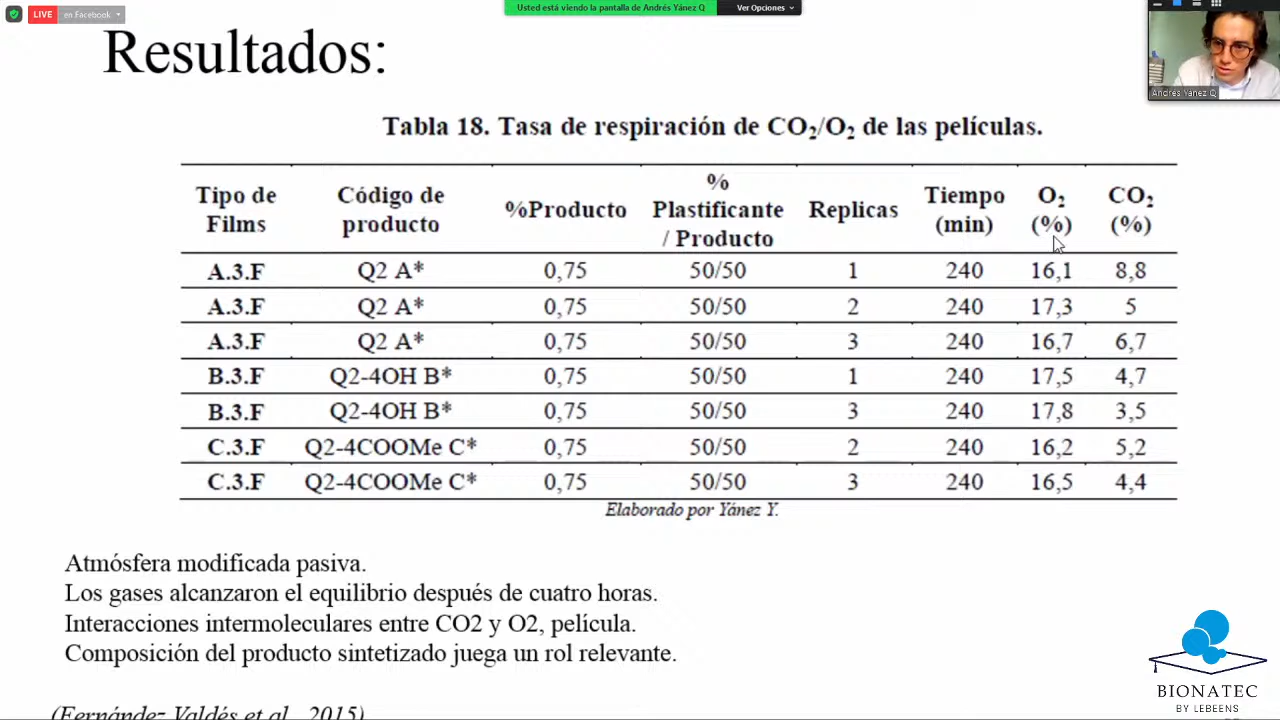 LIVE en Facebook
Usted está viendo la pantalla de Andrés Yánez Q Ver Opciones
Andrés Yánez Q
Resultados:
Tabla 18. Tasa de respiración de CO₂/O₂ de las películas.
Tipo de Films Código de producto %Producto % Plastificante / Producto Replicas Tiempo (min) O₂ (%) CO₂ (%)
A.3.F Q2 A* 0,75 50/50 1 240 16,1 8,8
A.3.F Q2 A* 0,75 50/50 2 240 17,3 5
A.3.F Q2 A* 0,75 50/50 3 240 16,7 6,7
B.3.F Q2-4OH B* 0,75 50/50 1 240 17,5 4,7
B.3.F Q2-4OH B* 0,75 50/50 3 240 17,8 3,5
C.3.F Q2-4COOMe C* 0,75 50/50 2 240 16,2 5,2
C.3.F Q2-4COOMe C* 0,75 50/50 3 240 16,5 4,4
Elaborado por Yánez Y.
Atmósfera modificada pasiva.
Los gases alcanzaron el equilibrio después de cuatro horas.
Interacciones intermoleculares entre CO2 y O2, película.
Composición del producto sintetizado juega un rol relevante.
(Fernández Valdés et al., 2015)
BIONATEC
BY LEBEENS